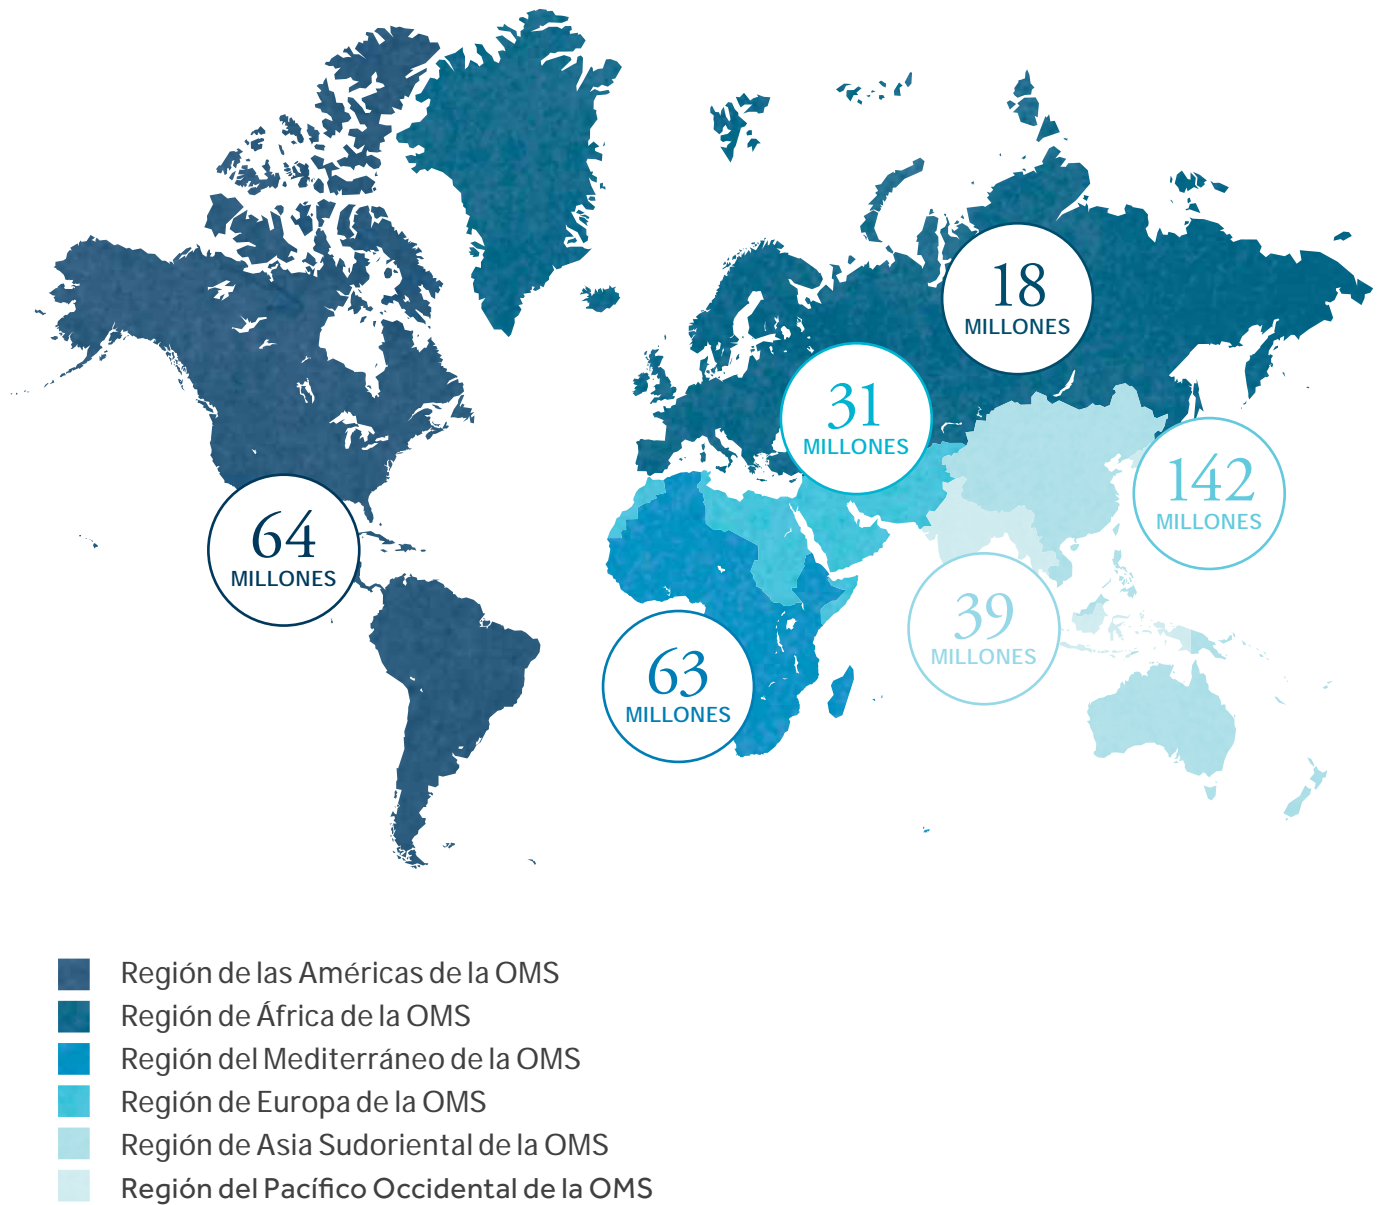 18
MILLONES
31
MILLONES
142
MILLONES
64
MILLONES
39
MILLONES
63
MILLONES
Región de las Américas de la OMS
Región de África de la OMS
Región del Mediterráneo de la OMS
Región de Europa de la OMS
Región de Asia Sudoriental de la OMS
Región del Pacífico Occidental de la OMS